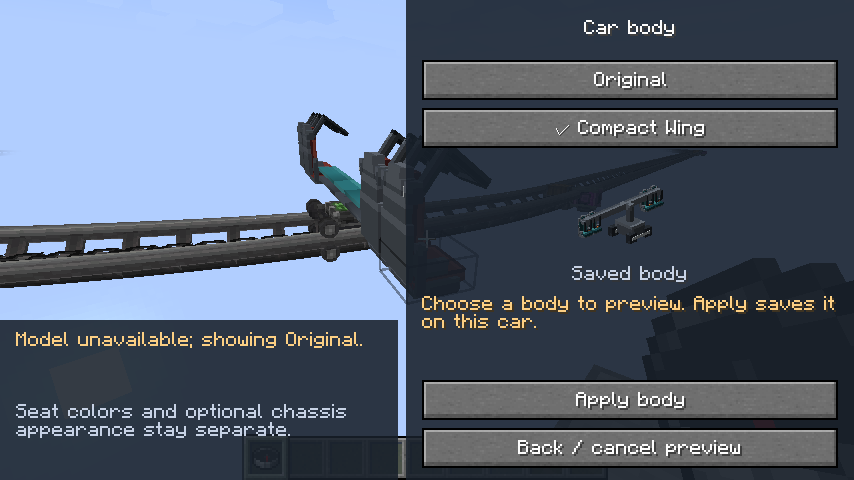 Car body
Original
✓ Compact Wing
Saved body
Choose a body to preview. Apply saves it
on this car.
Model unavailable; showing Original.
Seat colors and optional chassis
appearance stay separate.
Apply body
Back / cancel preview